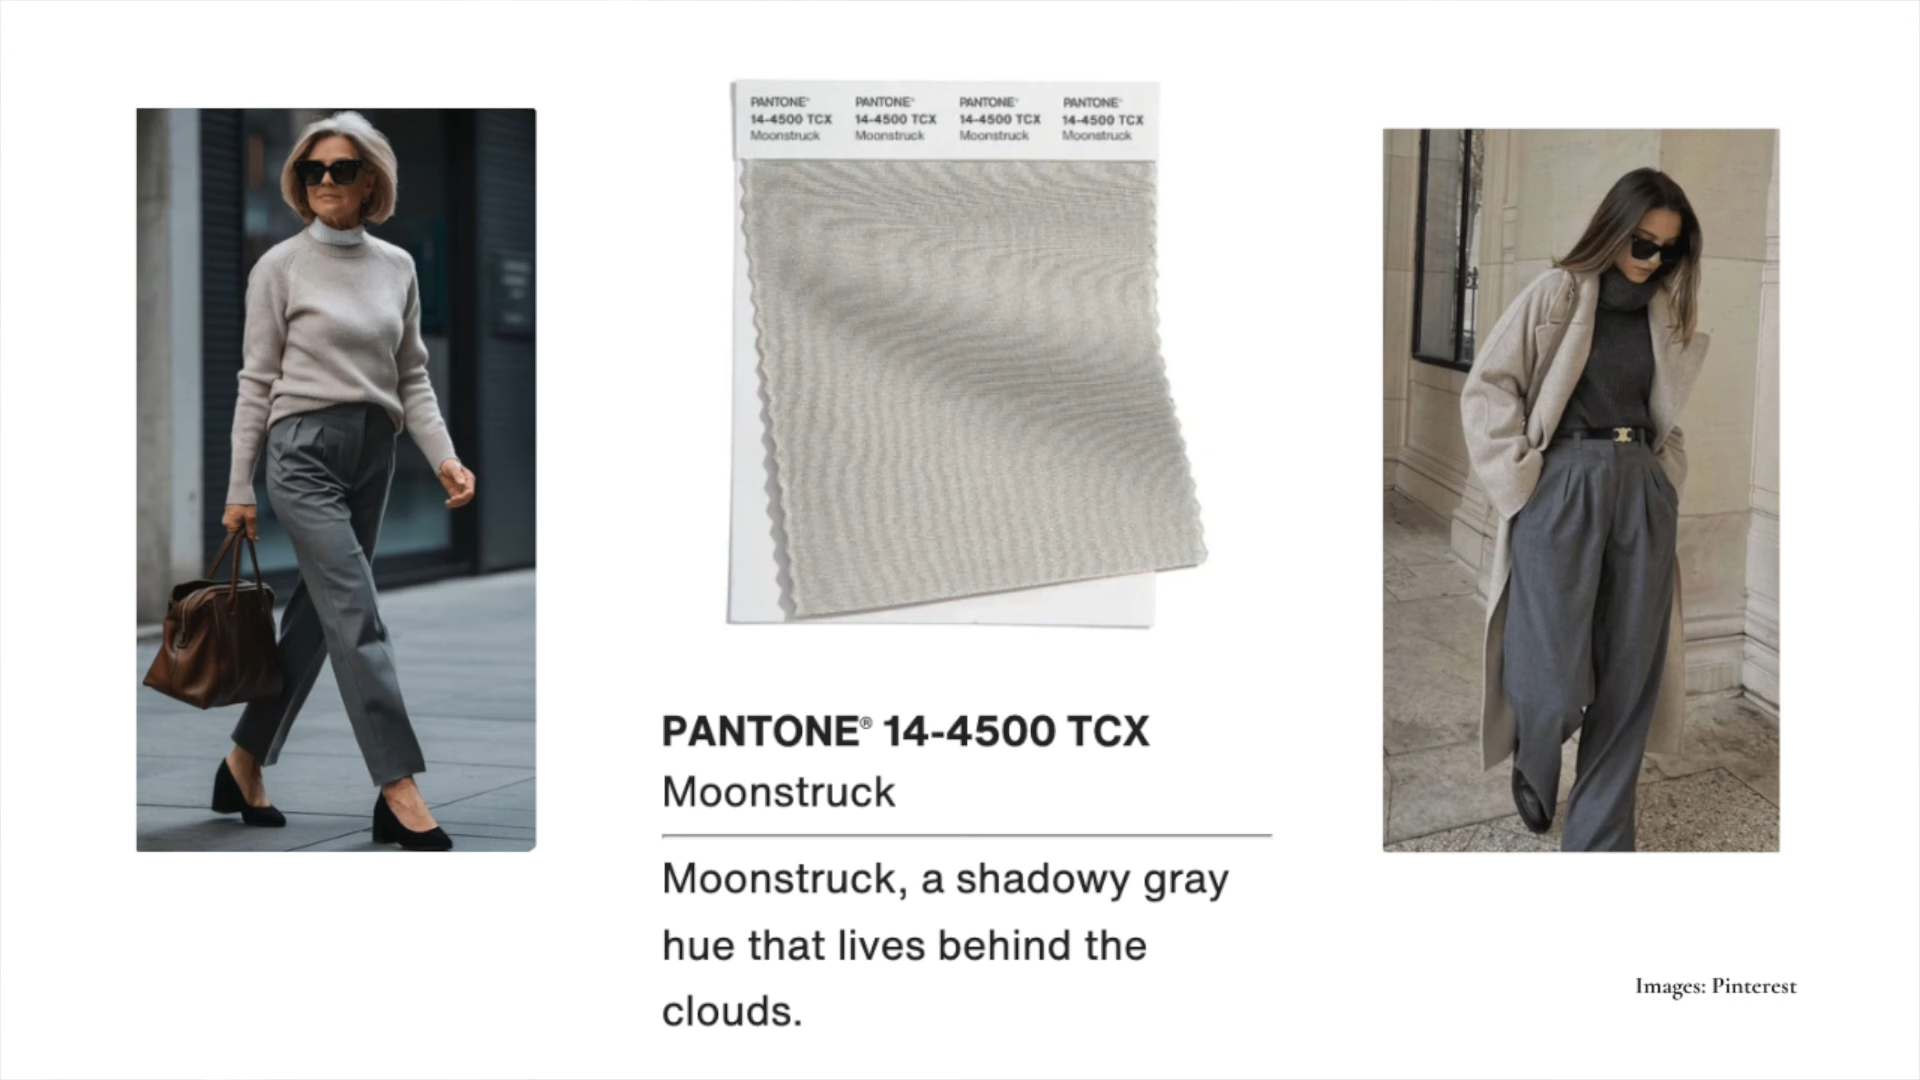 PANTONE® PANTONE® PANTONE® PANTONE®
14-4500 TCX 14-4500 TCX 14-4500 TCX 14-4500 TCX
Moonstruck Moonstruck Moonstruck Moonstruck
PANTONE® 14-4500 TCX
Moonstruck
Moonstruck, a shadowy gray
hue that lives behind the
clouds.
Images: Pinterest